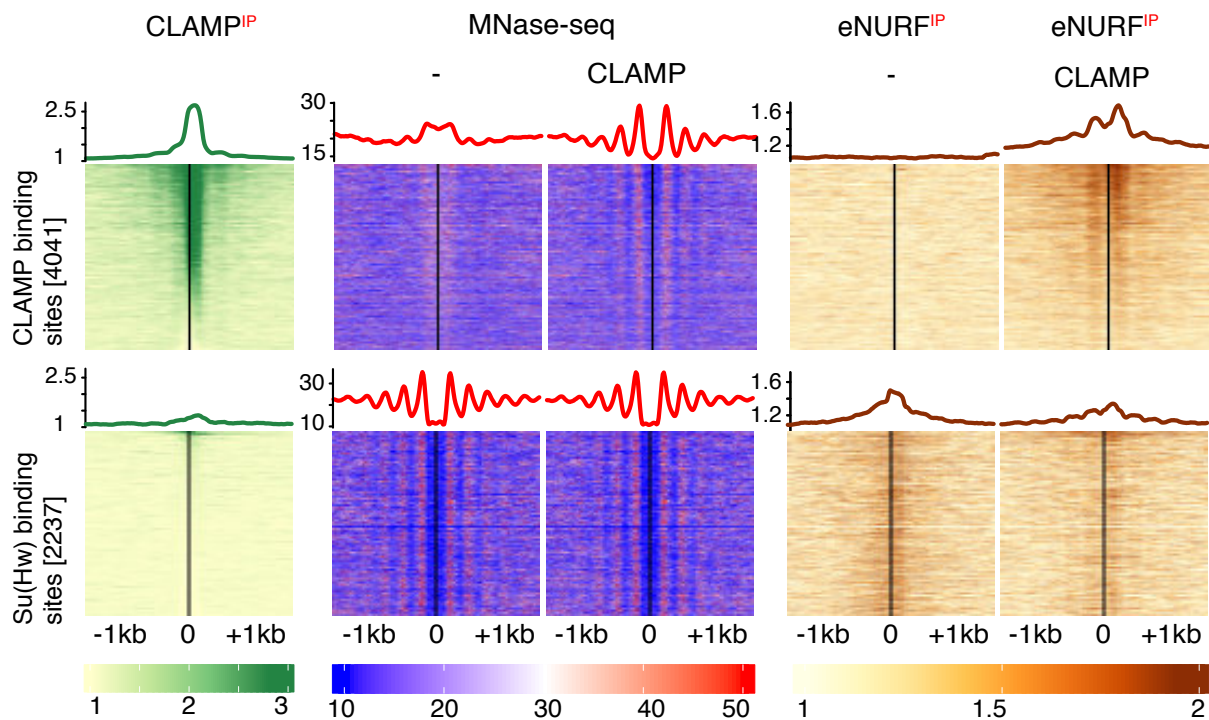 CLAMPIP MNase-seq eNURFIP eNURFIP
- CLAMP - CLAMP
2.5
1
30
15
1.6
1.2
CLAMP binding
sites [4041]
2.5
1
30
10
1.6
1.2
Su(Hw) binding
sites [2237]
-1kb 0 +1kb -1kb 0 +1kb -1kb 0 +1kb -1kb 0 +1kb -1kb 0 +1kb
1 2 3 10 20 30 40 50 1 1.5 2